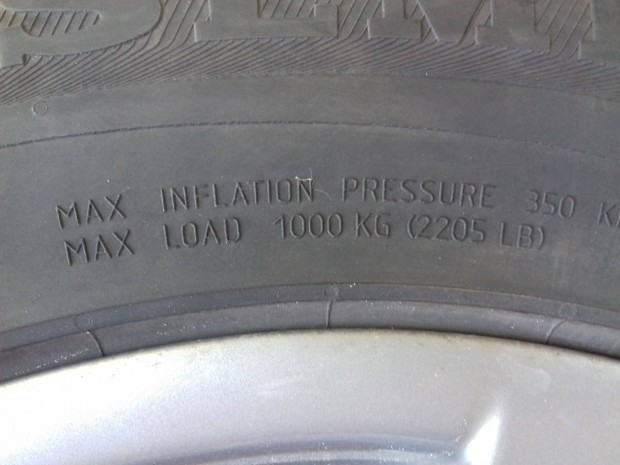 MAX INFLATION PRESSURE 350
MAX LOAD 1000 KG (2205 LB)